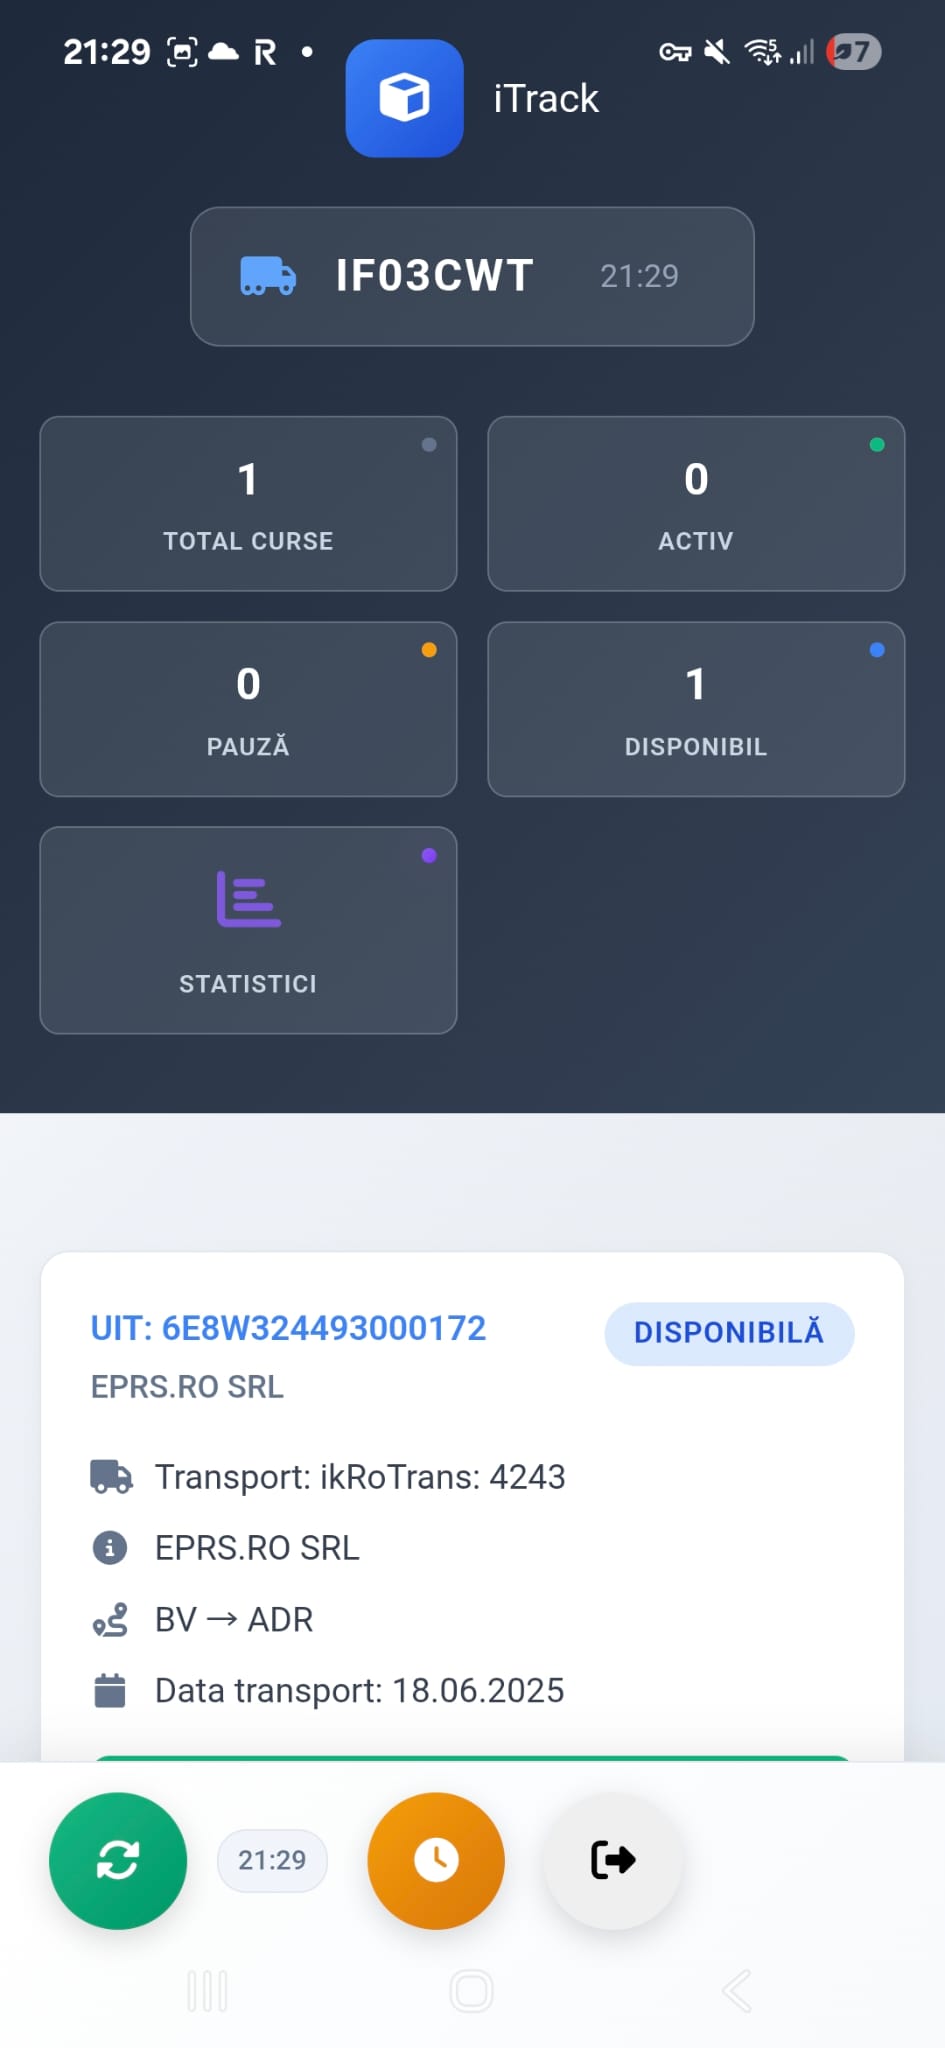 21:29
R
5
7
iTrack
IF03CWT
21:29
1
TOTAL CURSE
0
ACTIV
0
PAUZĂ
1
DISPONIBIL
STATISTICI
UIT: 6E8W324493000172
DISPONIBILĂ
EPRS.RO SRL
Transport: ikRoTrans: 4243
EPRS.RO SRL
BV → ADR
Data transport: 18.06.2025
21:29